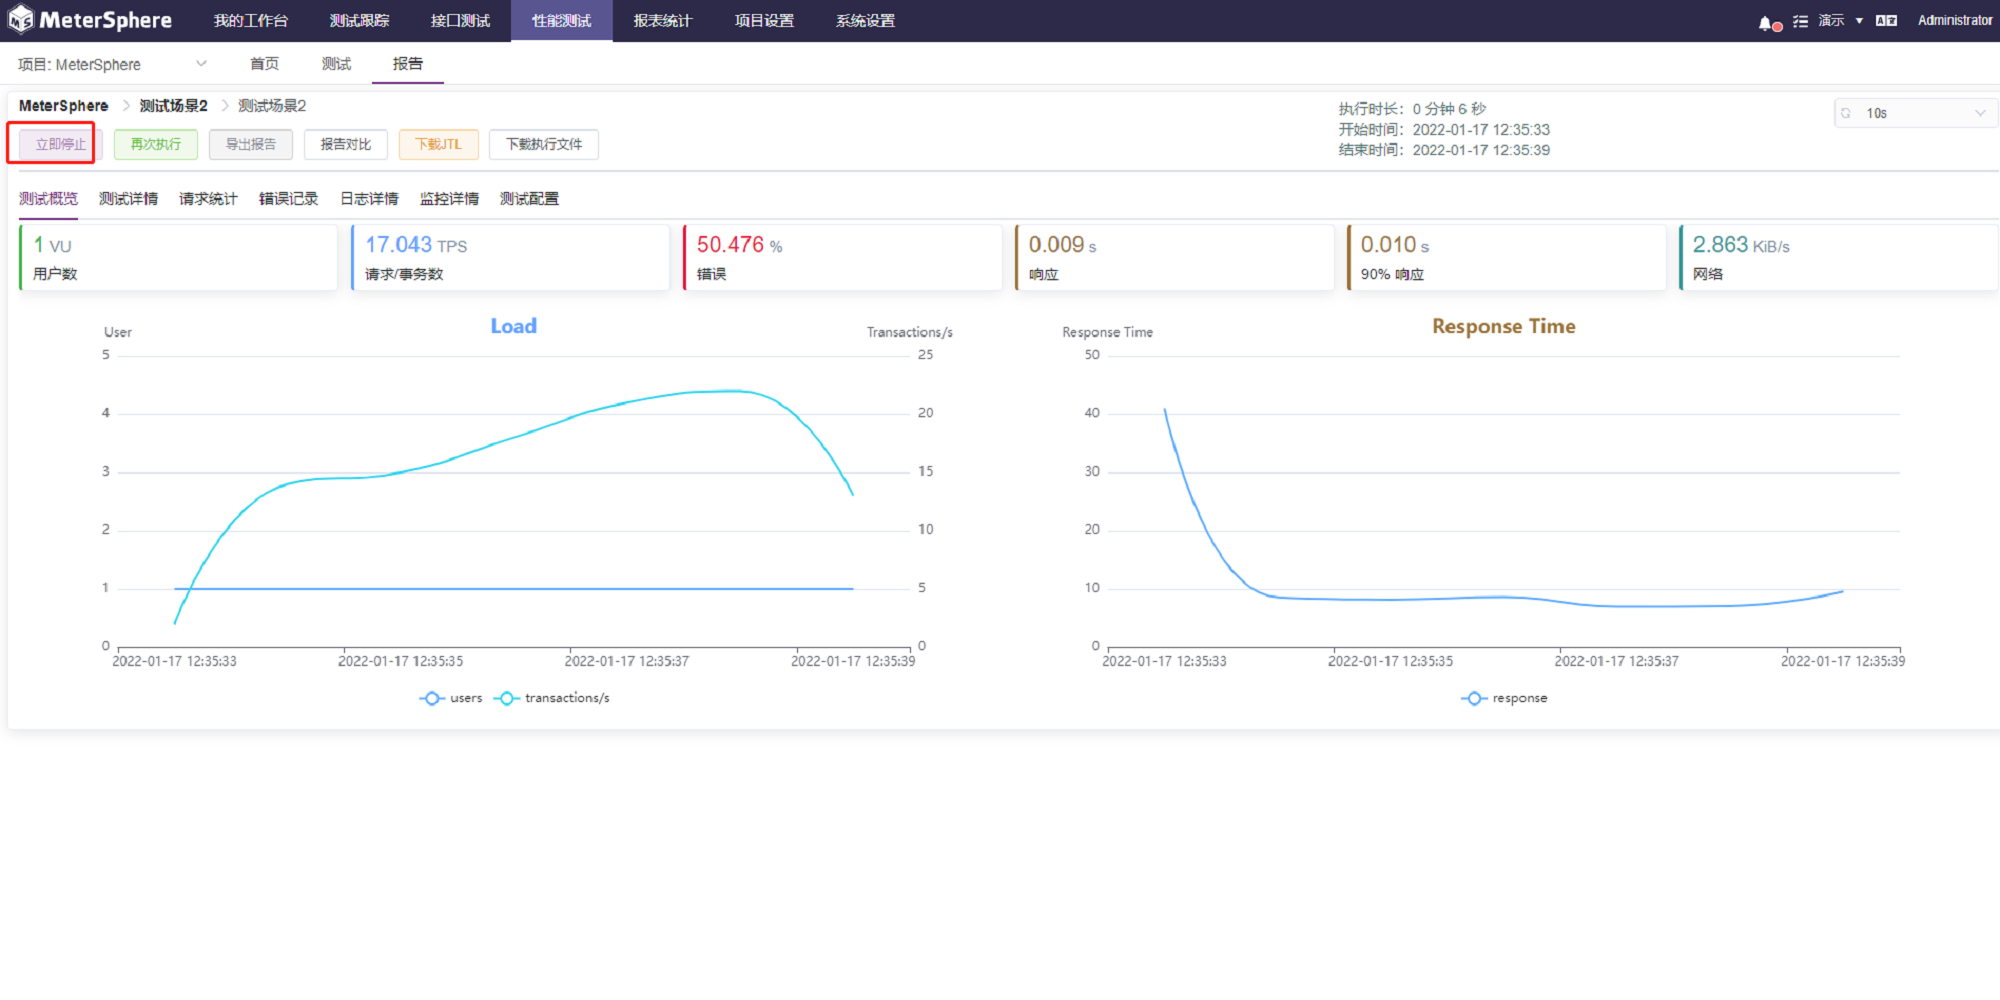 MeterSphere 我的工作台 测试跟踪 接口测试 性能测试 报表统计 项目设置 系统设置 演示 Administrator
项目: MeterSphere 首页 测试 报告
MeterSphere 测试场景2 测试场景2
执行时长: 0 分钟 6 秒
开始时间: 2022-01-17 12:35:33
结束时间: 2022-01-17 12:35:39
10s
立即停止 再次执行 导出报告 报告对比 下载JTL 下载执行文件
测试概览 测试详情 请求统计 错误记录 日志详情 监控详情 测试配置
1 VU
用户数
17.043 TPS
请求/事务数
50.476 %
错误
0.009 s
响应
0.010 s
90% 响应
2.863 KiB/s
网络
Load
User
Transactions/s
5 25
4 20
3 15
2 10
1 5
0 0
2022-01-17 12:35:33 2022-01-17 12:35:35 2022-01-17 12:35:37 2022-01-17 12:35:39
users transactions/s
Response Time
Response Time
50
40
30
20
10
0
2022-01-17 12:35:33 2022-01-17 12:35:35 2022-01-17 12:35:37 2022-01-17 12:35:39
response